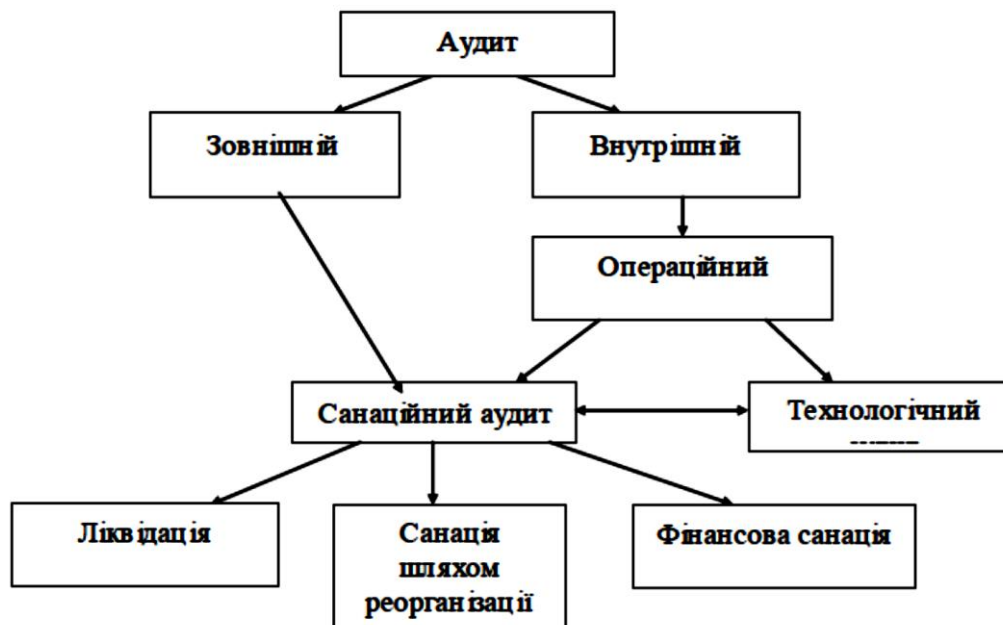 Аудит
Зовнішній
Внутрішній
Операційний
Санаційний аудит
Технологічний
Ліквідація
Санація
шляхом
реорганізації
Фінансова санація